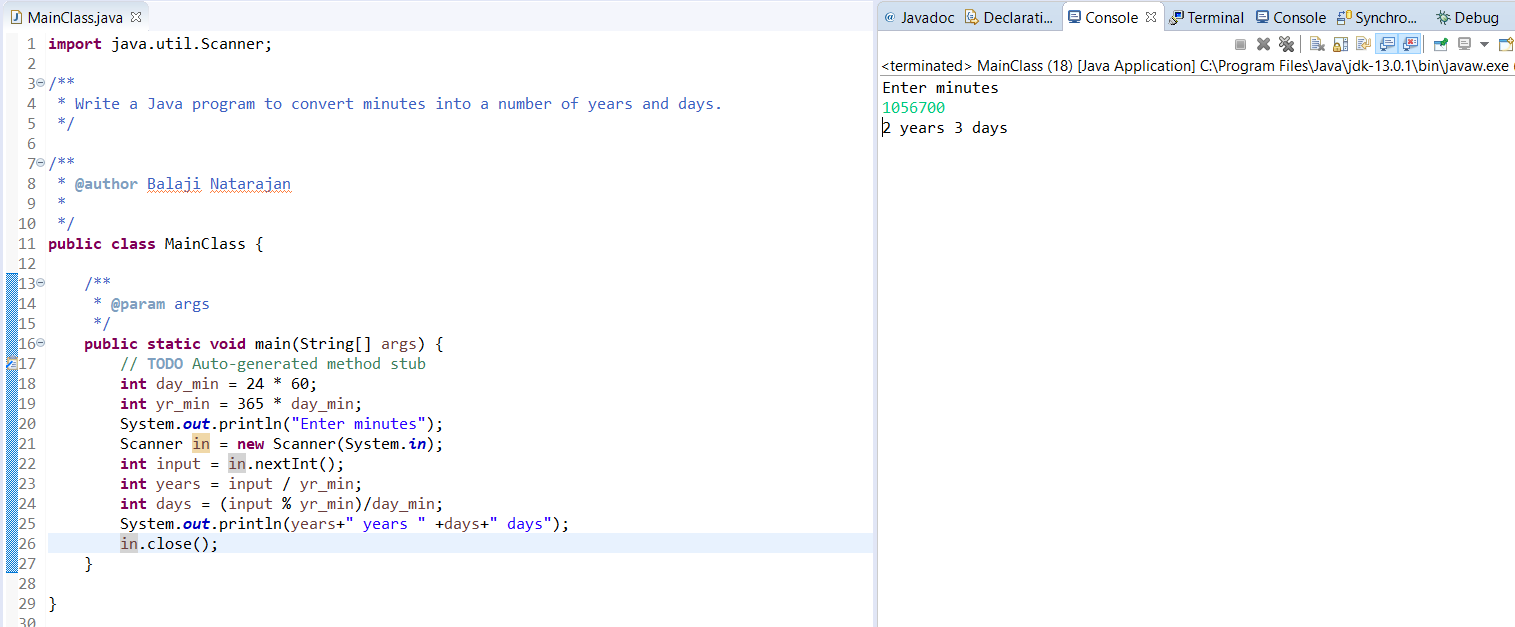 MainClass.java
1 import java.util.Scanner;
2
3 /**
4 * Write a Java program to convert minutes into a number of years and days.
5 */
6
7 /**
8 * @author Balaji Natarajan
9 *
10 */
11 public class MainClass {
12
13 /**
14 * @param args
15 */
16 public static void main(String[] args) {
17 // TODO Auto-generated method stub
18 int day_min = 24 * 60;
19 int yr_min = 365 * day_min;
20 System.out.println("Enter minutes");
21 Scanner in = new Scanner(System.in);
22 int input = in.nextInt();
23 int years = input / yr_min;
24 int days = (input % yr_min)/day_min;
25 System.out.println(years+" years " +days+" days");
26 in.close();
27 }
28
29 }
30
@ Javadoc Declarati... Console Terminal Console Synchro... Debug
<terminated> MainClass (18) [Java Application] C:\Program Files\Java\jdk-13.0.1\bin\javaw.exe (
Enter minutes
1056700
2 years 3 days